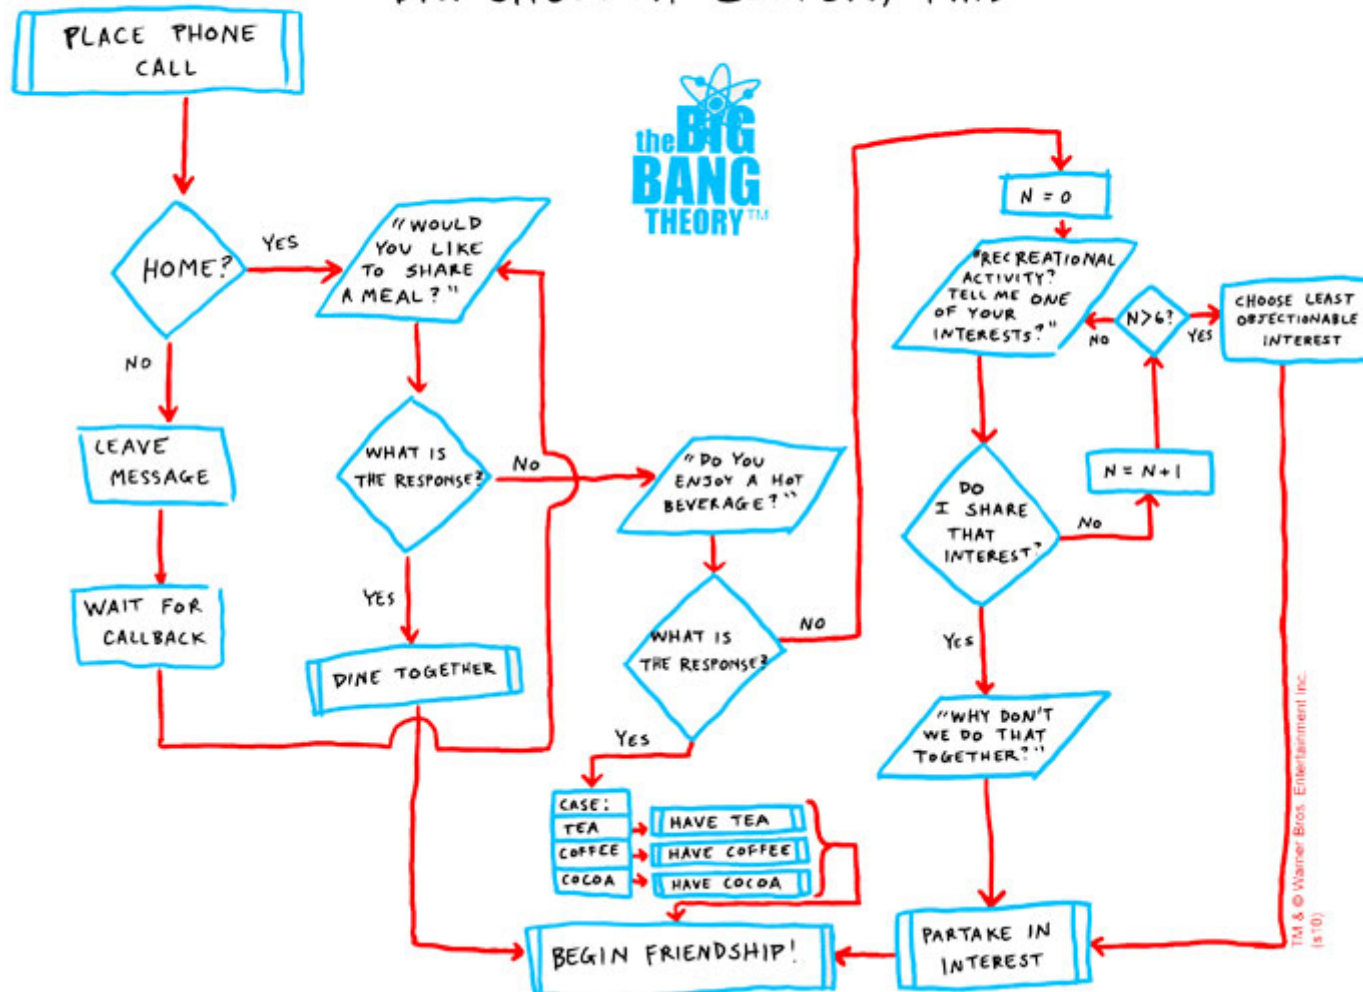 PLACE PHONE
CALL
the BIG
BANG
THEORY™
HOME?
YES
NO
"WOULD
YOU LIKE
TO SHARE
A MEAL?"
LEAVE
MESSAGE
WAIT FOR
CALLBACK
WHAT IS
THE RESPONSE?
NO
YES
DINE TOGETHER
"DO YOU
ENJOY A HOT
BEVERAGE?"
WHAT IS
THE RESPONSE?
NO
YES
CASE:
TEA
HAVE TEA
COFFEE
HAVE COFFEE
COCOA
HAVE COCOA
N = 0
"RECREATIONAL
ACTIVITY?
TELL ME ONE
OF YOUR
INTERESTS?"
N>6?
NO
YES
CHOOSE LEAST
OBJECTIONABLE
INTEREST
N = N+1
DO
I SHARE
THAT
INTEREST?
NO
YES
"WHY DON'T
WE DO THAT
TOGETHER?"
PARTAKE IN
INTEREST
BEGIN FRIENDSHIP!
TM & © Warner Bros. Entertainment Inc.
(s10)